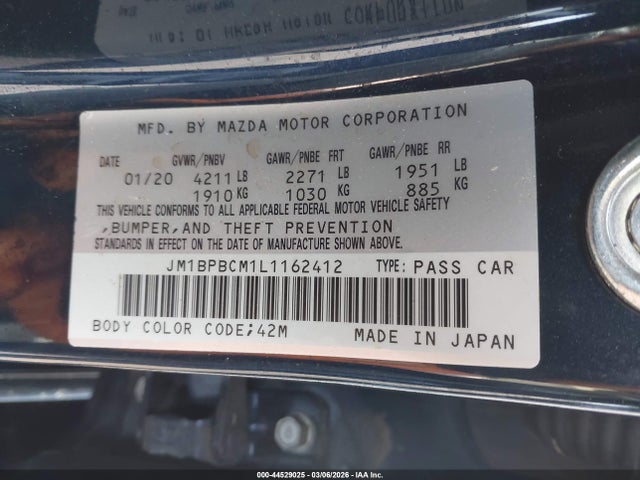 MFD. BY MAZDA MOTOR CORPORATION
DATE GVWR/PNBV GAWR/PNBE FRT GAWR/PNBE RR
01/20 4211 LB 2271 LB 1951 LB
1910 KG 1030 KG 885 KG
THIS VEHICLE CONFORMS TO ALL APPLICABLE FEDERAL MOTOR VEHICLE SAFETY
,BUMPER,AND THEFT PREVENTION
STANDARDS IN EFFECT ON THE DATE OF MANUFACTURE SHOWN ABOVE.
JM1BPBCM1L1162412 TYPE: PASS CAR
BODY COLOR CODE;42M MADE IN JAPAN
000-44529025 - 03/06/2026 - IAA Inc.